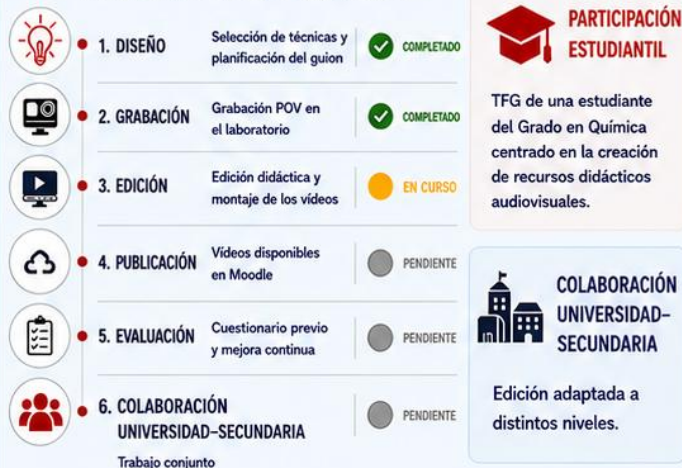 1. DISEÑO
Selección de técnicas y
planificación del guion
COMPLETADO
2. GRABACIÓN
Grabación POV en
el laboratorio
COMPLETADO
3. EDICIÓN
Edición didáctica y
montaje de los vídeos
EN CURSO
4. PUBLICACIÓN
Vídeos disponibles
en Moodle
PENDIENTE
5. EVALUACIÓN
Cuestionario previo
y mejora continua
PENDIENTE
6. COLABORACIÓN
UNIVERSIDAD–SECUNDARIA
Trabajo conjunto
PENDIENTE
PARTICIPACIÓN
ESTUDIANTIL
TFG de una estudiante
del Grado en Química
centrado en la creación
de recursos didácticos
audiovisuales.
COLABORACIÓN
UNIVERSIDAD–
SECUNDARIA
Edición adaptada a
distintos niveles.